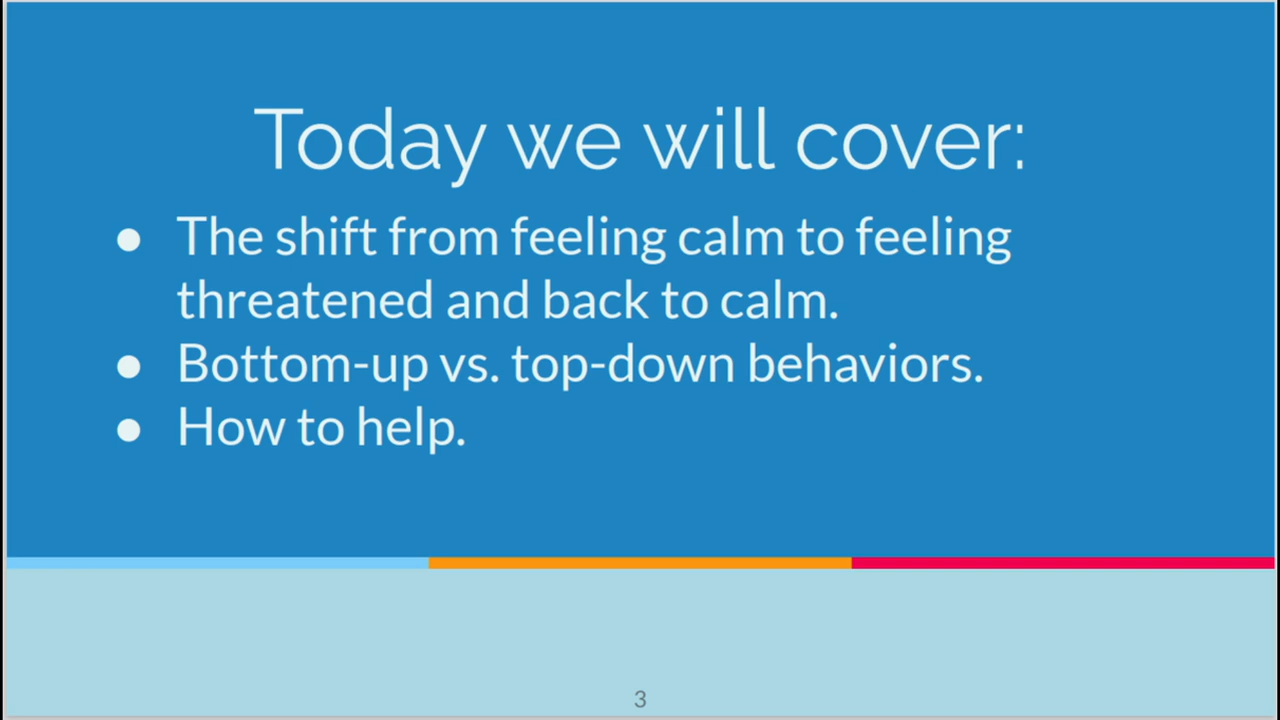 Today we will cover:
● The shift from feeling calm to feeling
threatened and back to calm.
● Bottom-up vs. top-down behaviors.
● How to help.
3